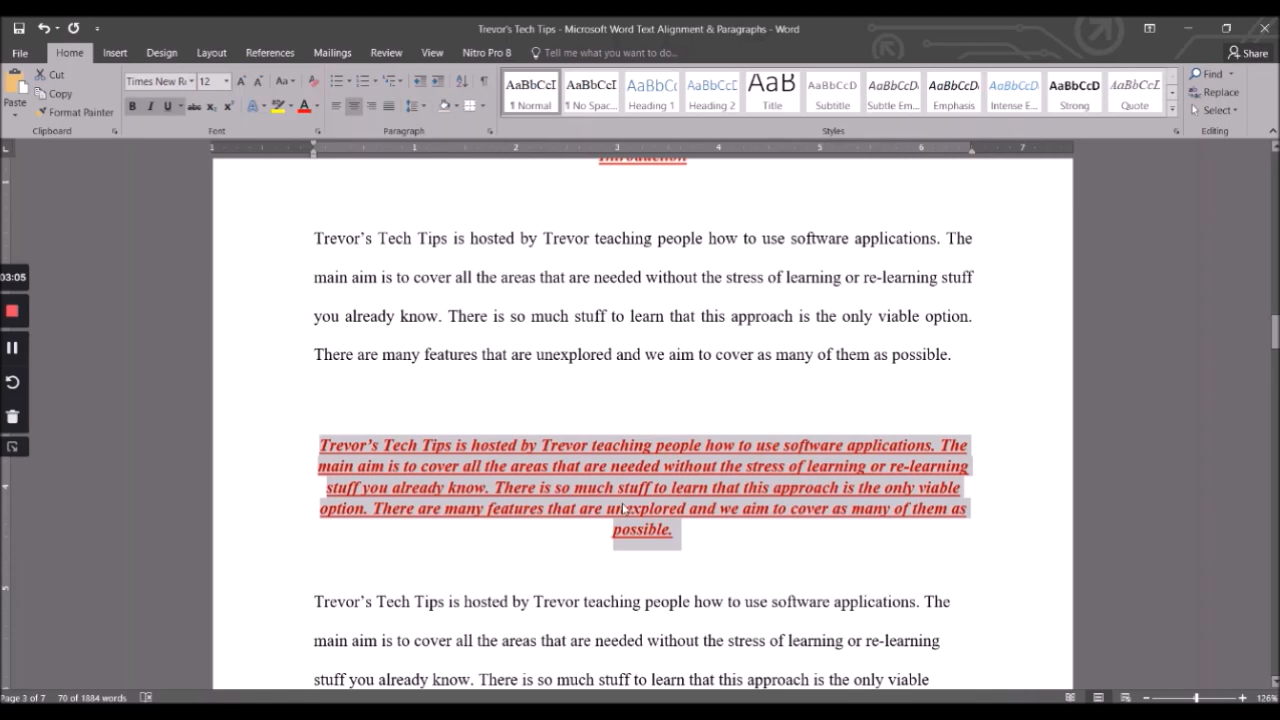 Trevor's Tech Tips - Microsoft Word Text Alignment & Paragraphs - Word
File Home Insert Design Layout References Mailings Review View Nitro Pro 8 Tell me what you want to do... Share
Paste
Cut
Copy
Format Painter
Clipboard
Times New Ro 12
Font
Paragraph
AaBbCcI AaBbCcI AaBbC( AaBbCcI AaB AaBbCcD AaBbCcD AaBbCcD AaBbCcD AaBbCcD AaBbCcL
¶ Normal ¶ No Spac... Heading 1 Heading 2 Title Subtitle Subtle Em... Emphasis Intense E... Strong Quote
Styles
Find
Replace
Select
Editing
1 1 2 3 4 5 6 7
Introduction
Trevor’s Tech Tips is hosted by Trevor teaching people how to use software applications. The
main aim is to cover all the areas that are needed without the stress of learning or re-learning stuff
you already know. There is so much stuff to learn that this approach is the only viable option.
There are many features that are unexplored and we aim to cover as many of them as possible.
03:05
Trevor’s Tech Tips is hosted by Trevor teaching people how to use software applications. The
main aim is to cover all the areas that are needed without the stress of learning or re-learning
stuff you already know. There is so much stuff to learn that this approach is the only viable
option. There are many features that are unexplored and we aim to cover as many of them as
possible.
Trevor’s Tech Tips is hosted by Trevor teaching people how to use software applications. The
main aim is to cover all the areas that are needed without the stress of learning or re-learning
stuff you already know. There is so much stuff to learn that this approach is the only viable
Page 3 of 7 70 of 1884 words 126%